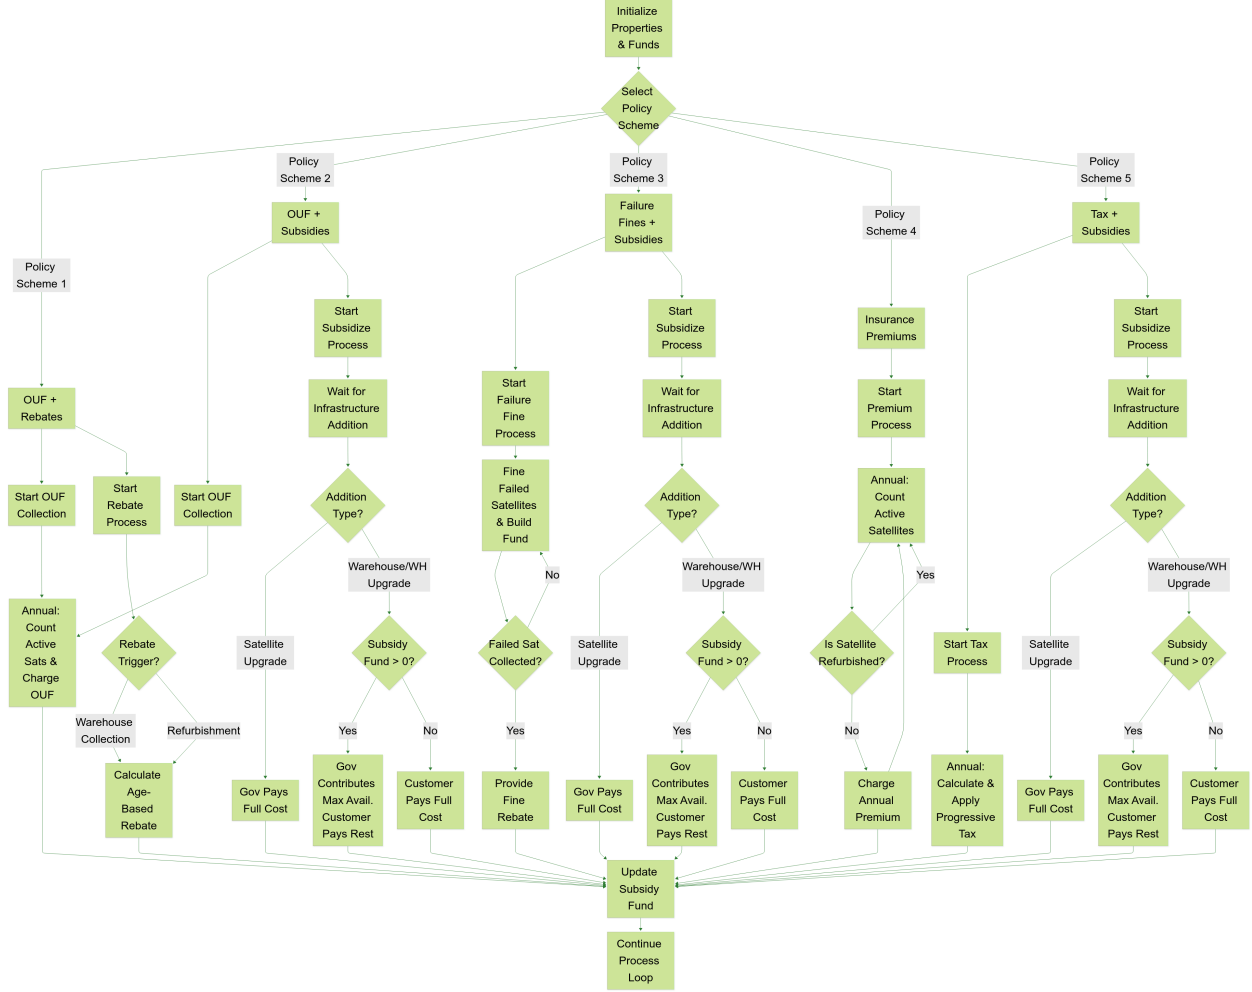 Initialize
Properties
& Funds
Select
Policy
Scheme
Policy
Scheme 1
Policy
Scheme 2
Policy
Scheme 3
Policy
Scheme 4
Policy
Scheme 5
OUF +
Rebates
Start OUF
Collection
Start
Rebate
Process
Annual:
Count
Active
Sats &
Charge
OUF
Rebate
Trigger?
Warehouse
Collection
Refurbishment
Calculate
Age-
Based
Rebate
OUF +
Subsidies
Start OUF
Collection
Start
Subsidize
Process
Wait for
Infrastructure
Addition
Addition
Type?
Satellite
Upgrade
Warehouse/WH
Upgrade
Subsidy
Fund > 0?
Yes
No
Gov Pays
Full Cost
Gov
Contributes
Max Avail.
Customer
Pays Rest
Customer
Pays Full
Cost
Failure
Fines +
Subsidies
Start
Failure
Fine
Process
Fine
Failed
Satellites
& Build
Fund
No
Failed Sat
Collected?
Yes
Provide
Fine
Rebate
Start
Subsidize
Process
Wait for
Infrastructure
Addition
Addition
Type?
Satellite
Upgrade
Warehouse/WH
Upgrade
Subsidy
Fund > 0?
Yes
No
Gov Pays
Full Cost
Gov
Contributes
Max Avail.
Customer
Pays Rest
Customer
Pays Full
Cost
Insurance
Premiums
Start
Premium
Process
Annual:
Count
Active
Satellites
Yes
Is Satellite
Refurbished?
No
Charge
Annual
Premium
Tax +
Subsidies
Start Tax
Process
Annual:
Calculate &
Apply
Progressive
Tax
Start
Subsidize
Process
Wait for
Infrastructure
Addition
Addition
Type?
Satellite
Upgrade
Warehouse/WH
Upgrade
Subsidy
Fund > 0?
Yes
No
Gov Pays
Full Cost
Gov
Contributes
Max Avail.
Customer
Pays Rest
Customer
Pays Full
Cost
Update
Subsidy
Fund
Continue
Process
Loop